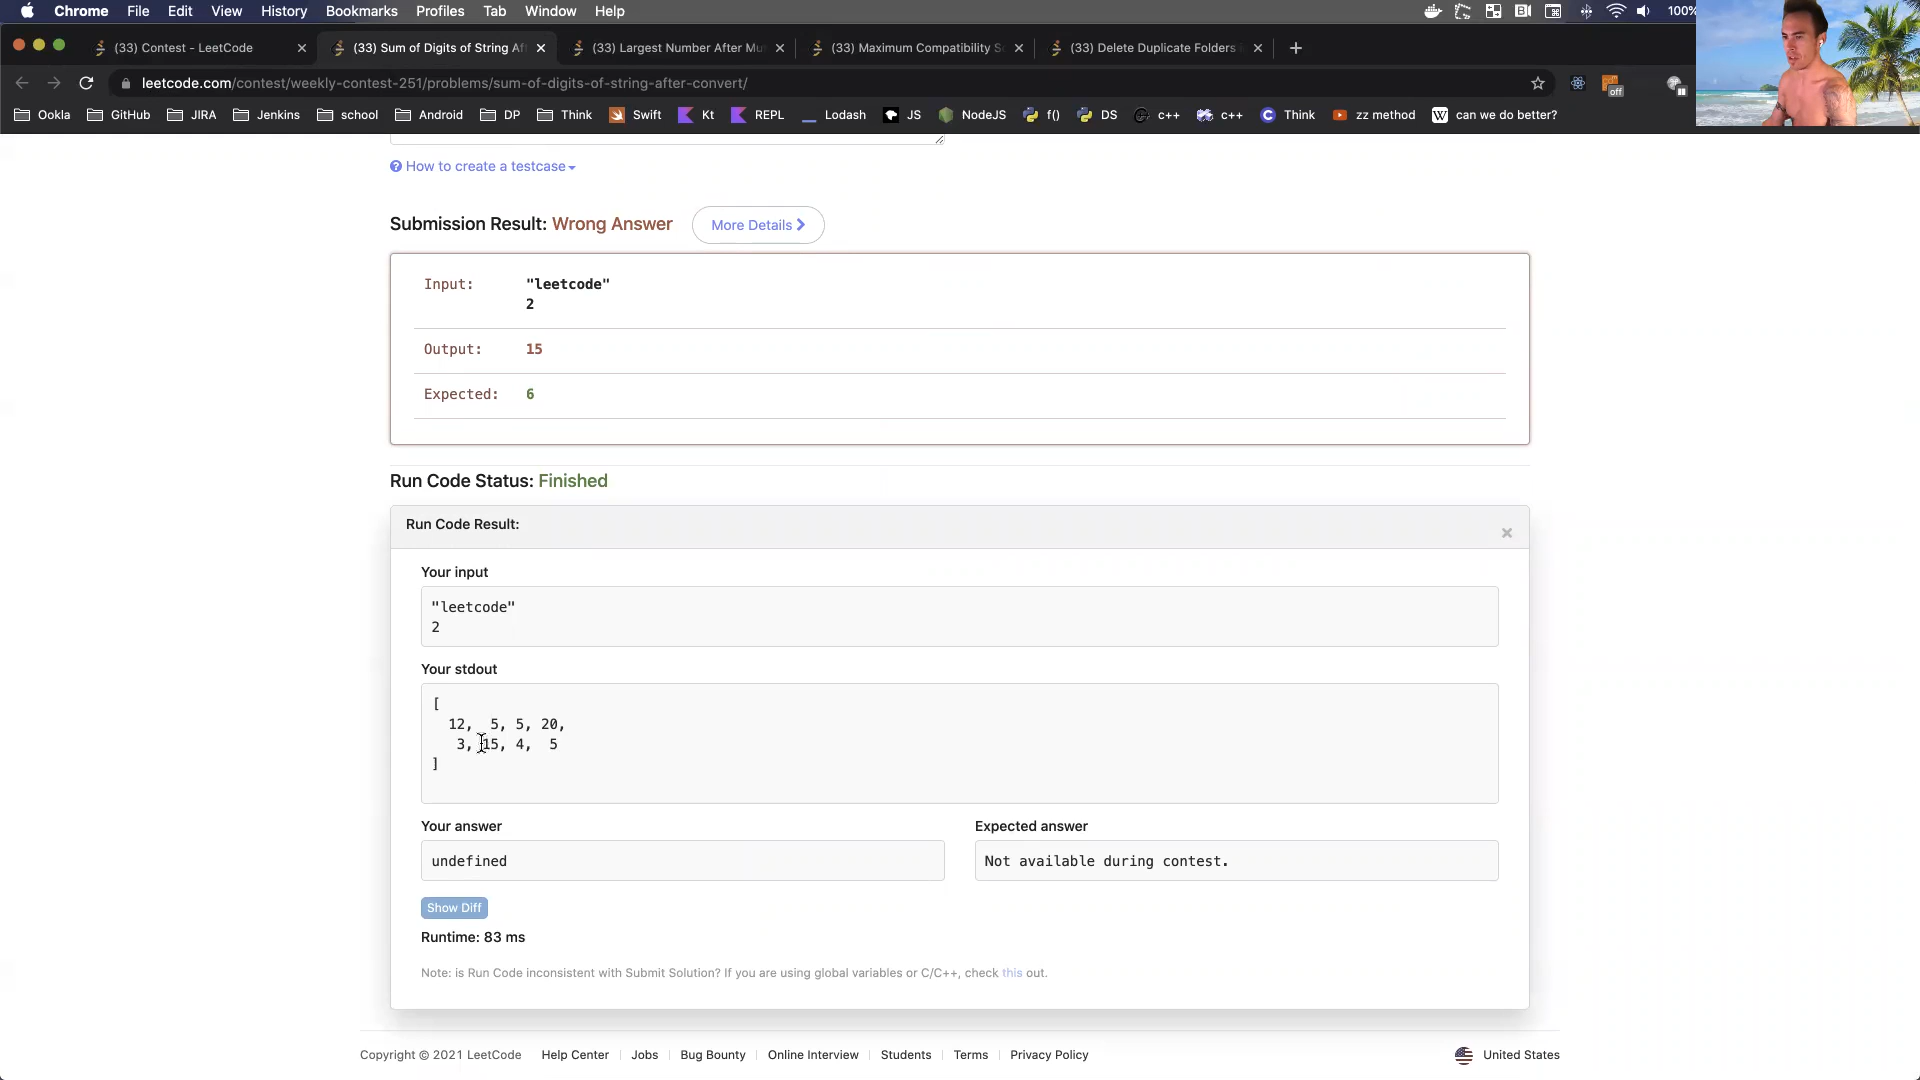 Chrome File Edit View History Bookmarks Profiles Tab Window Help 100%
(33) Contest - LeetCode (33) Sum of Digits of String Af (33) Largest Number After Mu (33) Maximum Compatibility S (33) Delete Duplicate Folders
leetcode.com/contest/weekly-contest-251/problems/sum-of-digits-of-string-after-convert/ off
Ookla GitHub JIRA Jenkins school Android DP Think Swift Kt REPL Lodash JS NodeJS f() DS c++ c++ Think zz method can we do better?
How to create a testcase
Submission Result: Wrong Answer More Details
Input: "leetcode"
2
Output: 15
Expected: 6
Run Code Status: Finished
Run Code Result: ×
Your input
"leetcode"
2
Your stdout
[
12, 5, 5, 20,
3, 15, 4, 5
]
Your answer Expected answer
undefined Not available during contest.
Show Diff
Runtime: 83 ms
Note: is Run Code inconsistent with Submit Solution? If you are using global variables or C/C++, check this out.
Copyright © 2021 LeetCode Help Center Jobs Bug Bounty Online Interview Students Terms Privacy Policy United States